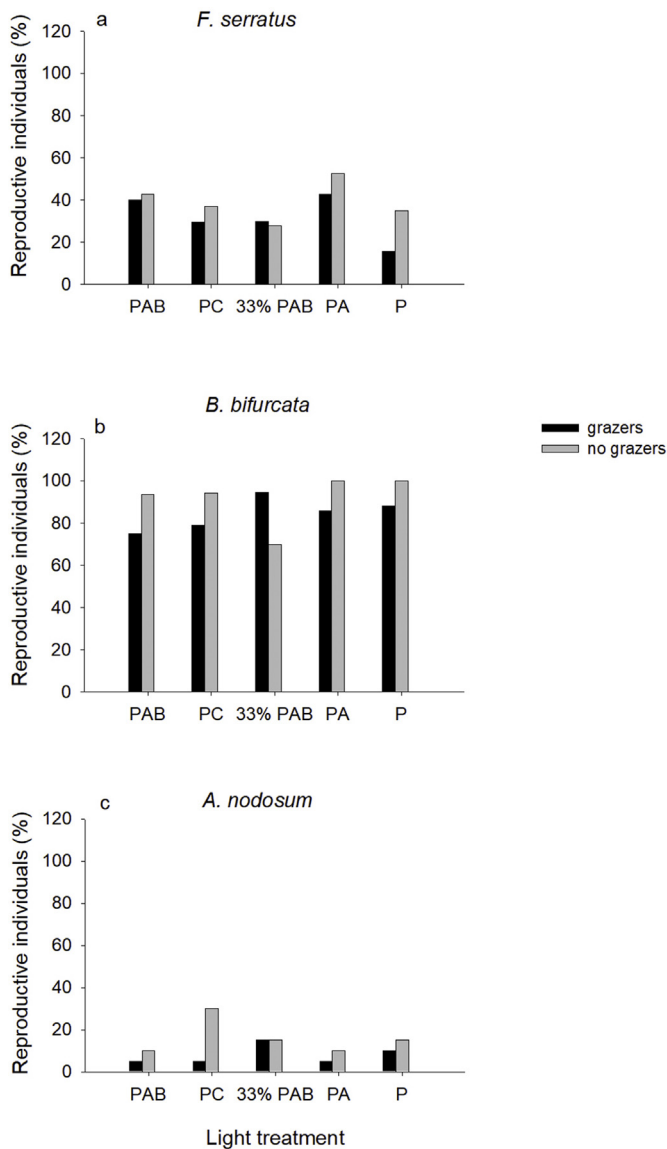 a
F. serratus
Reproductive individuals (%)
120
100
80
60
40
20
0
PAB PC 33% PAB PA P
b
B. bifurcata
Reproductive individuals (%)
120
100
80
60
40
20
0
PAB PC 33% PAB PA P
grazers
no grazers
c
A. nodosum
Reproductive individuals (%)
120
100
80
60
40
20
0
PAB PC 33% PAB PA P
Light treatment